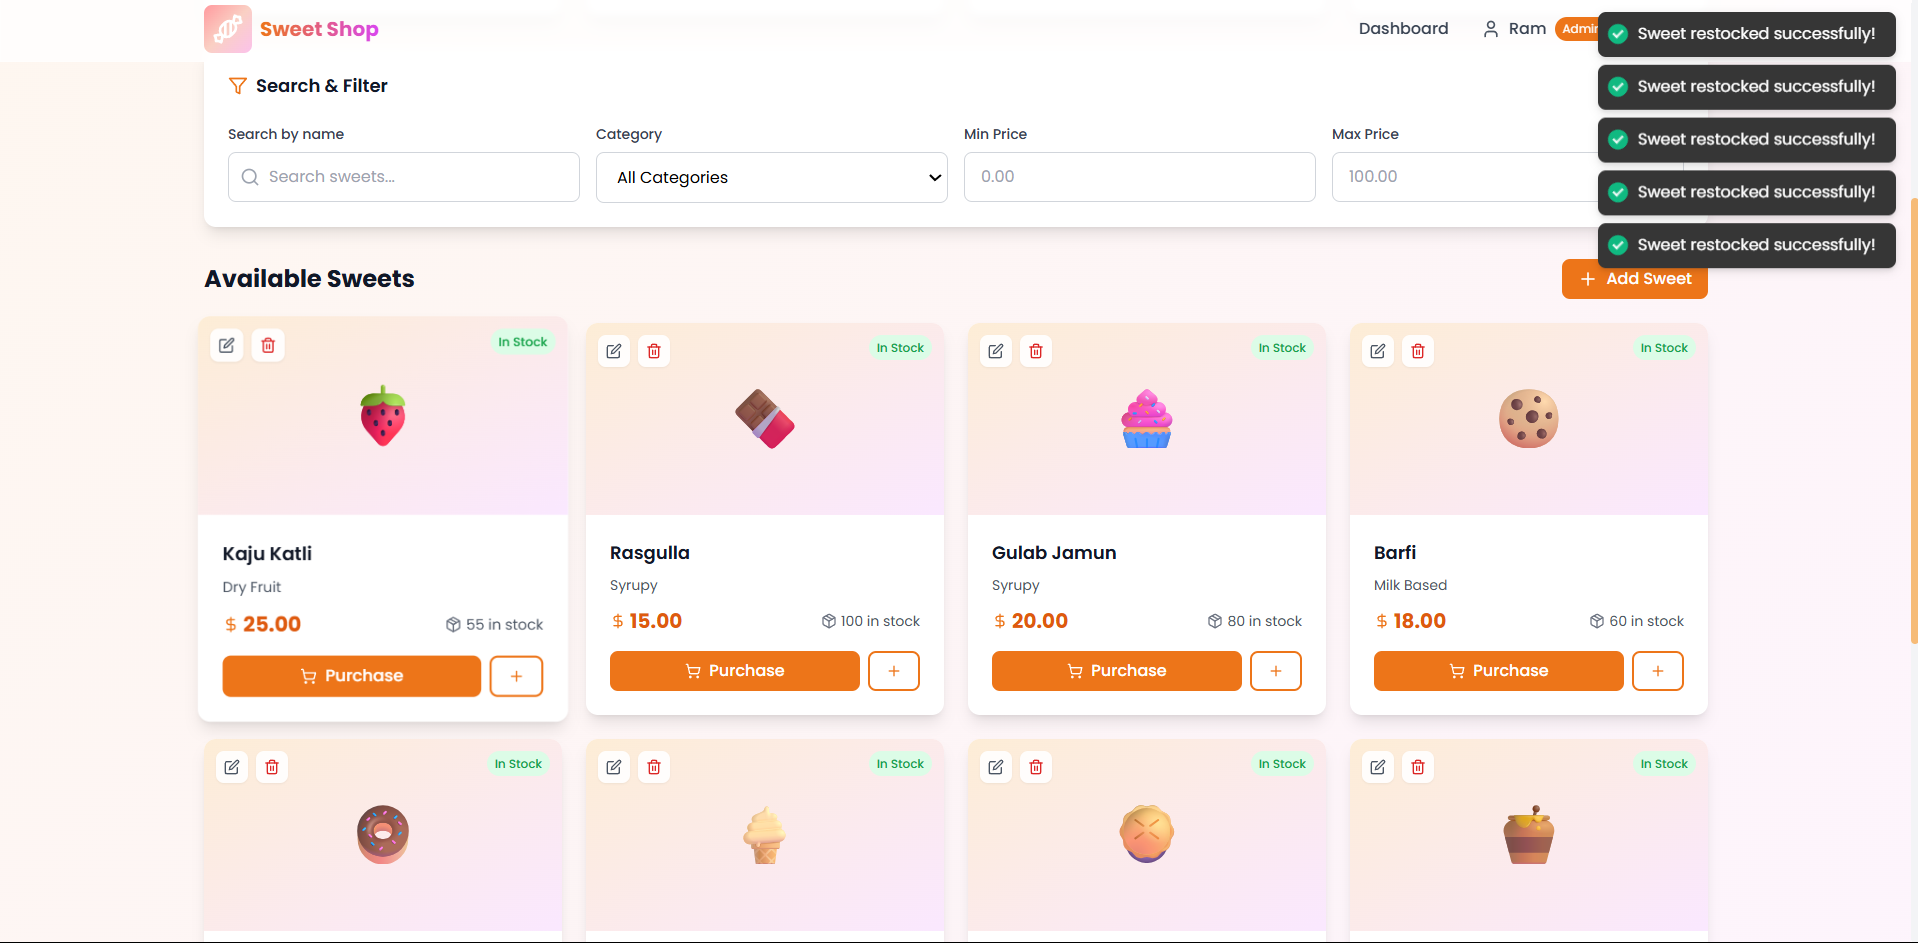 Sweet Shop
Dashboard
Ram
Admin
Sweet restocked successfully!
Sweet restocked successfully!
Sweet restocked successfully!
Sweet restocked successfully!
Sweet restocked successfully!
Search & Filter
Search by name
Category
Min Price
Max Price
Search sweets...
All Categories
0.00
100.00
Available Sweets
+ Add Sweet
In Stock
In Stock
In Stock
In Stock
Kaju Katli
Dry Fruit
$ 25.00
55 in stock
Purchase
+
Rasgulla
Syrupy
$ 15.00
100 in stock
Purchase
+
Gulab Jamun
Syrupy
$ 20.00
80 in stock
Purchase
+
Barfi
Milk Based
$ 18.00
60 in stock
Purchase
+
In Stock
In Stock
In Stock
In Stock